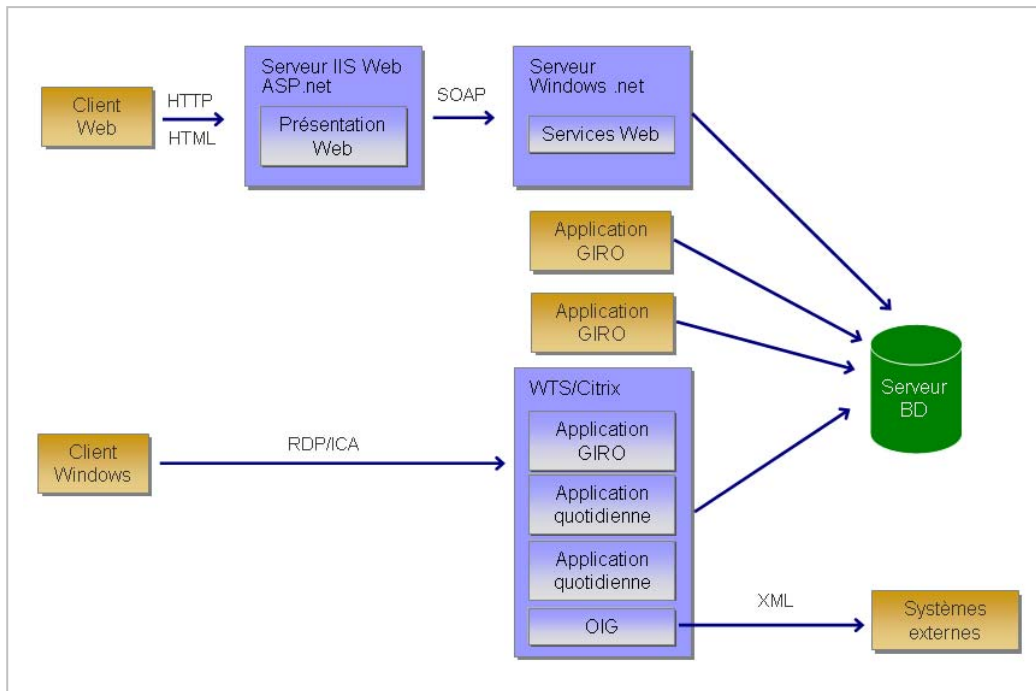 Serveur IIS Web
ASP.net
Présentation
Web
Client
Web
HTTP
HTML
SOAP
Serveur
Windows .net
Services Web
Application
GIRO
Application
GIRO
Serveur
BD
WTS/Citrix
Application
GIRO
Application
quotidienne
Application
quotidienne
OIG
Client
Windows
RDP/ICA
XML
Systèmes
externes